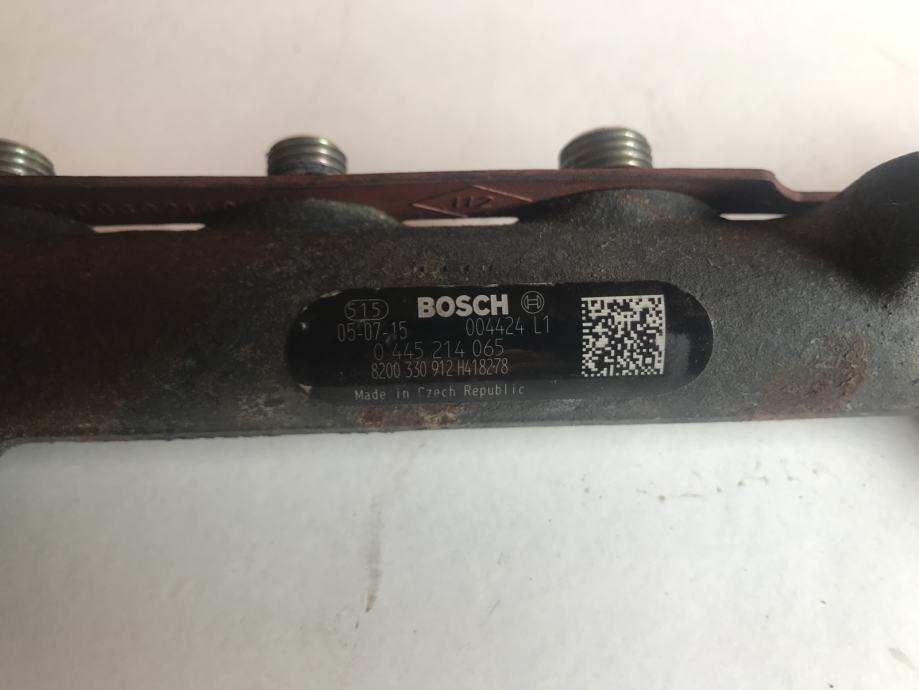 112
515 BOSCH
05-07-15 004424 L1
0 445 214 065
8200 330 912 H418278
Made in Czech Republic